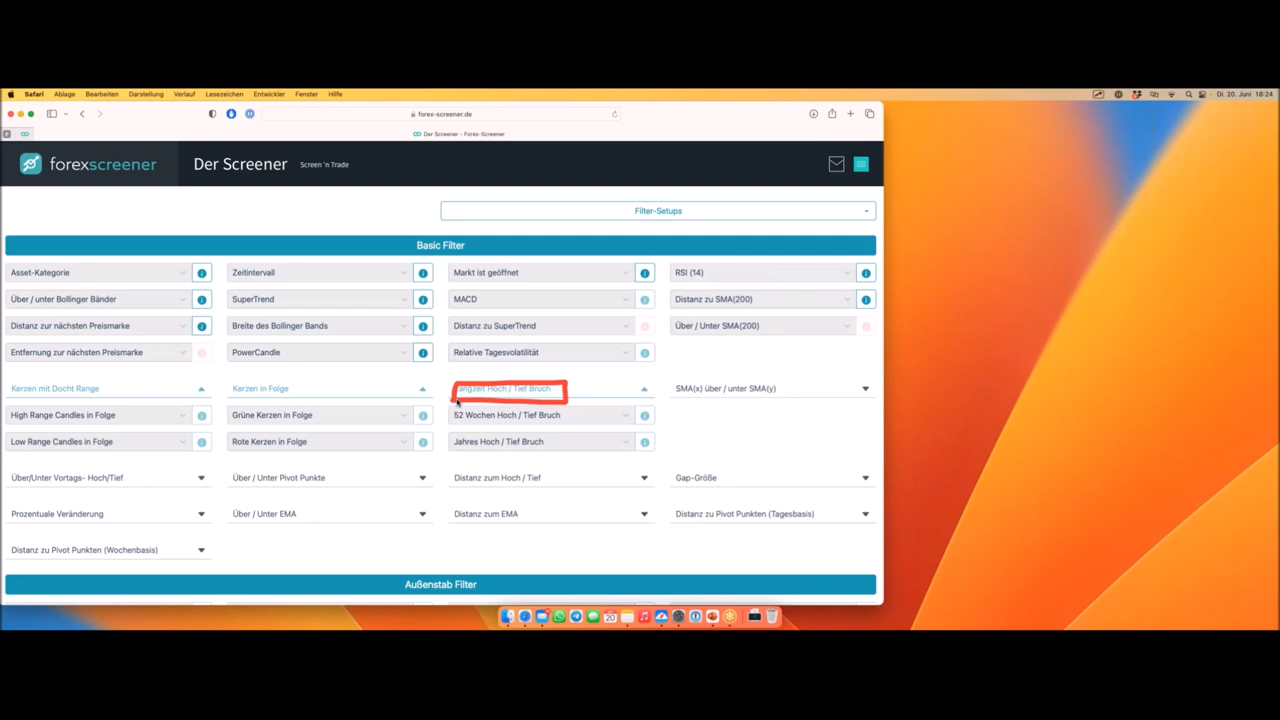 Safari Ablage Bearbeiten Darstellung Verlauf Lesezeichen Entwickler Fenster Hilfe Di. 20. Juni 18:24
forex-screener.de
Der Screener - Forex-Screener
forexscreener Der Screener Screen 'n Trade
Filter-Setups
Basic Filter
Asset-Kategorie Zeitintervall Markt ist geöffnet RSI (14)
Über / unter Bollinger Bänder SuperTrend MACD Distanz zu SMA(200)
Distanz zur nächsten Preismarke Breite des Bollinger Bands Distanz zu SuperTrend Über / Unter SMA(200)
Entfernung zur nächsten Preismarke PowerCandle Relative Tagesvolatilität
Kerzen mit Docht Range Kerzen in Folge Langzeit Hoch / Tief Bruch SMA(x) über / unter SMA(y)
High Range Candles in Folge Grüne Kerzen in Folge 52 Wochen Hoch / Tief Bruch
Low Range Candles in Folge Rote Kerzen in Folge Jahres Hoch / Tief Bruch
Über/Unter Vortags- Hoch/Tief Über / Unter Pivot Punkte Distanz zum Hoch / Tief Gap-Größe
Prozentuale Veränderung Über / Unter EMA Distanz zum EMA Distanz zu Pivot Punkten (Tagesbasis)
Distanz zu Pivot Punkten (Wochenbasis)
Außenstab Filter
20